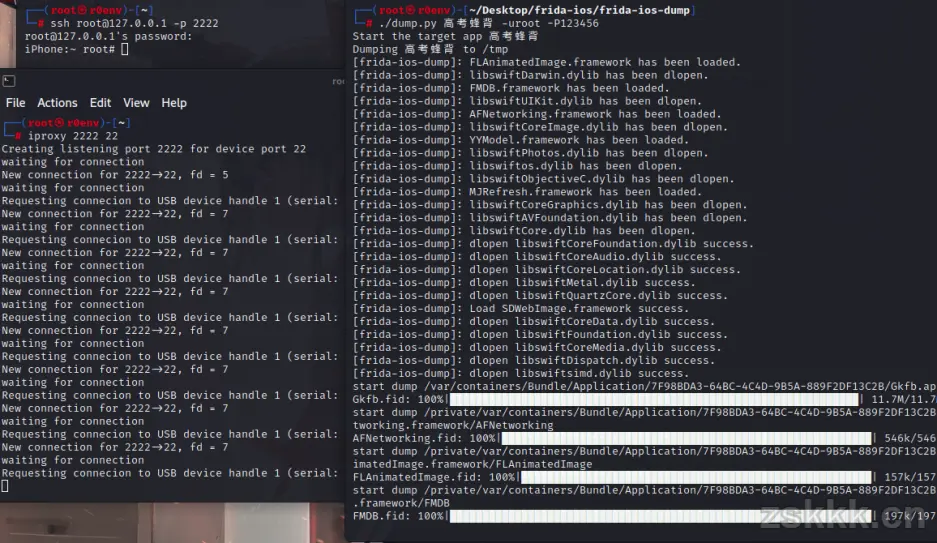 (root㉿r0env)-[~]
# ssh root@127.0.0.1 -p 2222
root@127.0.0.1's password:
iPhone:~ root#
File Actions Edit View Help
(root㉿r0env)-[~]
# iproxy 2222 22
Creating listening port 2222 for device port 22
waiting for connection
New connection for 2222→22, fd = 5
waiting for connection
Requesting connecion to USB device handle 1 (serial:
New connection for 2222→22, fd = 7
waiting for connection
Requesting connecion to USB device handle 1 (serial:
New connection for 2222→22, fd = 7
waiting for connection
Requesting connecion to USB device handle 1 (serial:
New connection for 2222→22, fd = 7
waiting for connection
Requesting connecion to USB device handle 1 (serial:
New connection for 2222→22, fd = 7
waiting for connection
Requesting connecion to USB device handle 1 (serial:
New connection for 2222→22, fd = 7
waiting for connection
Requesting connecion to USB device handle 1 (serial:
New connection for 2222→22, fd = 7
waiting for connection
Requesting connecion to USB device handle 1 (serial:
New connection for 2222→22, fd = 7
waiting for connection
Requesting connecion to USB device handle 1 (serial:
(root㉿r0env)-[~/Desktop/frida-ios/frida-ios-dump]
# ./dump.py 高考蜂背 -uroot -P123456
Start the target app 高考蜂背
Dumping 高考蜂背 to /tmp
[frida-ios-dump]: FLAnimatedImage.framework has been loaded.
[frida-ios-dump]: libswiftDarwin.dylib has been dlopen.
[frida-ios-dump]: FMDB.framework has been loaded.
[frida-ios-dump]: libswiftUIKit.dylib has been dlopen.
[frida-ios-dump]: AFNetworking.framework has been loaded.
[frida-ios-dump]: libswiftCoreImage.dylib has been dlopen.
[frida-ios-dump]: YYModel.framework has been loaded.
[frida-ios-dump]: libswiftPhotos.dylib has been dlopen.
[frida-ios-dump]: libswiftos.dylib has been dlopen.
[frida-ios-dump]: libswiftObjectiveC.dylib has been dlopen.
[frida-ios-dump]: MJRefresh.framework has been loaded.
[frida-ios-dump]: libswiftCoreGraphics.dylib has been dlopen.
[frida-ios-dump]: libswiftAVFoundation.dylib has been dlopen.
[frida-ios-dump]: libswiftCore.dylib has been dlopen.
[frida-ios-dump]: dlopen libswiftCoreFoundation.dylib success.
[frida-ios-dump]: dlopen libswiftCoreAudio.dylib success.
[frida-ios-dump]: dlopen libswiftCoreLocation.dylib success.
[frida-ios-dump]: dlopen libswiftMetal.dylib success.
[frida-ios-dump]: dlopen libswiftQuartzCore.dylib success.
[frida-ios-dump]: Load SDWebImage.framework success.
[frida-ios-dump]: dlopen libswiftCoreData.dylib success.
[frida-ios-dump]: dlopen libswiftFoundation.dylib success.
[frida-ios-dump]: dlopen libswiftCoreMedia.dylib success.
[frida-ios-dump]: dlopen libswiftDispatch.dylib success.
[frida-ios-dump]: dlopen libswiftsimd.dylib success.
start dump /var/containers/Bundle/Application/7F98BDA3-64BC-4C4D-9B5A-889F2DF13C2B/Gkfb.ap
Gkfb.fid: 100%| | 11.7M/11.7
start dump /private/var/containers/Bundle/Application/7F98BDA3-64BC-4C4D-9B5A-889F2DF13C2B
tworking.framework/AFNetworking
AFNetworking.fid: 100%| | 546k/546
start dump /private/var/containers/Bundle/Application/7F98BDA3-64BC-4C4D-9B5A-889F2DF13C2B
imatedImage.framework/FLAnimatedImage
FLAnimatedImage.fid: 100%| | 157k/157
start dump /private/var/containers/Bundle/Application/7F98BDA3-64BC-4C4D-9B5A-889F2DF13C2B
.framework/FMDB
FMDB.fid: 100%| | 197k/197
zskkk.cn